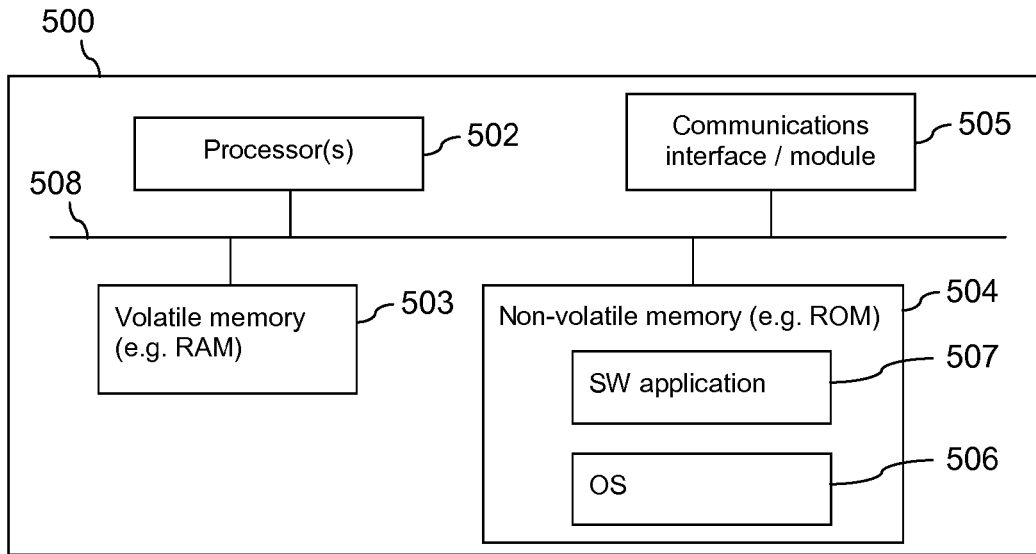 500
Processor(s)
502
Communications
interface / module
505
508
Volatile memory
(e.g. RAM)
503
Non-volatile memory (e.g. ROM)
504
SW application
507
OS
506